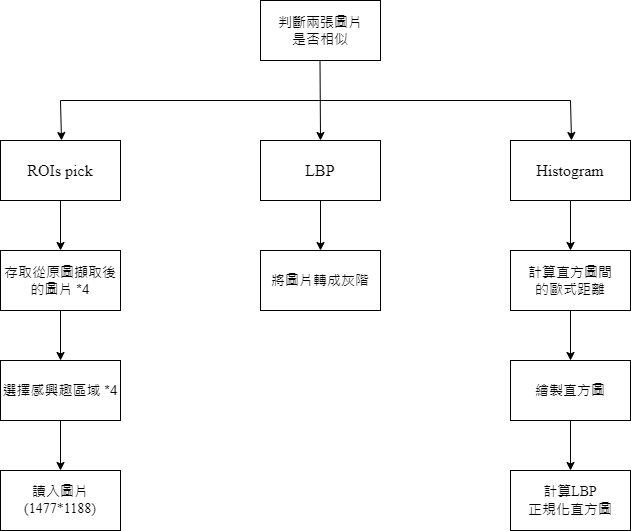 判斷兩張圖片
是否相似
ROIs pick
LBP
Histogram
存取從原圖擷取後
的圖片 *4
將圖片轉成灰階
計算直方圖間
的歐式距離
選擇感興趣區域 *4
繪製直方圖
讀入圖片
(1477*1188)
計算LBP
正規化直方圖